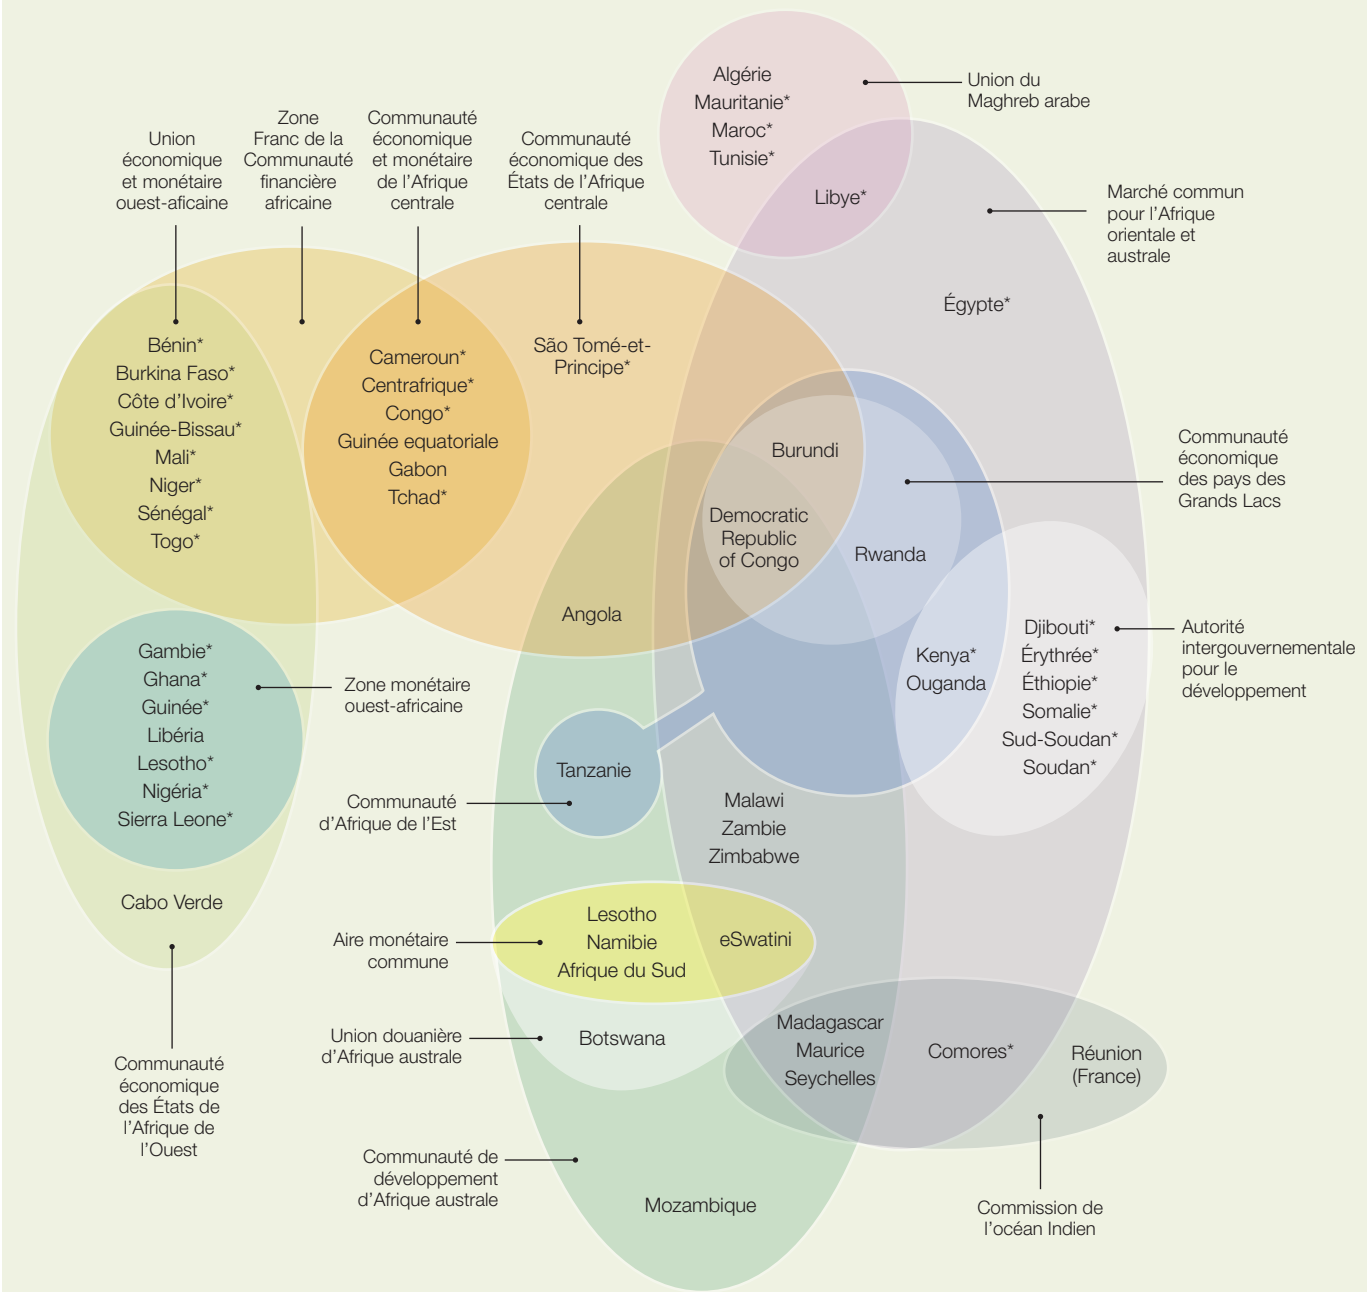 Union
économique
et monétaire
ouest-aficaine
Zone
Franc de la
Communauté
financière
africaine
Communauté
économique
et monétaire
de l'Afrique
centrale
Communauté
économique des
États de l'Afrique
centrale
Algérie
Mauritanie*
Maroc*
Tunisie*
Libye*
Union du
Maghreb arabe
Marché commun
pour l'Afrique
orientale et
australe
Égypte*
Bénin*
Burkina Faso*
Côte d'Ivoire*
Guinée-Bissau*
Mali*
Niger*
Sénégal*
Togo*
Cameroun*
Centrafrique*
Congo*
Guinée equatoriale
Gabon
Tchad*
São Tomé-et-
Principe*
Burundi
Democratic
Republic
of Congo
Rwanda
Communauté
économique
des pays des
Grands Lacs
Angola
Kenya*
Ouganda
Djibouti*
Érythrée*
Éthiopie*
Somalie*
Sud-Soudan*
Soudan*
Autorité
intergouvernementale
pour le
développement
Gambie*
Ghana*
Guinée*
Libéria
Lesotho*
Nigéria*
Sierra Leone*
Zone monétaire
ouest-africaine
Tanzanie
Communauté
d'Afrique de l'Est
Malawi
Zambie
Zimbabwe
Cabo Verde
Aire monétaire
commune
Lesotho
Namibie
Afrique du Sud
eSwatini
Union douanière
d'Afrique australe
Botswana
Madagascar
Maurice
Seychelles
Comores*
Réunion
(France)
Communauté
économique
des États de
l'Afrique de
l'Ouest
Communauté de
développement
d'Afrique australe
Mozambique
Commission de
l'océan Indien